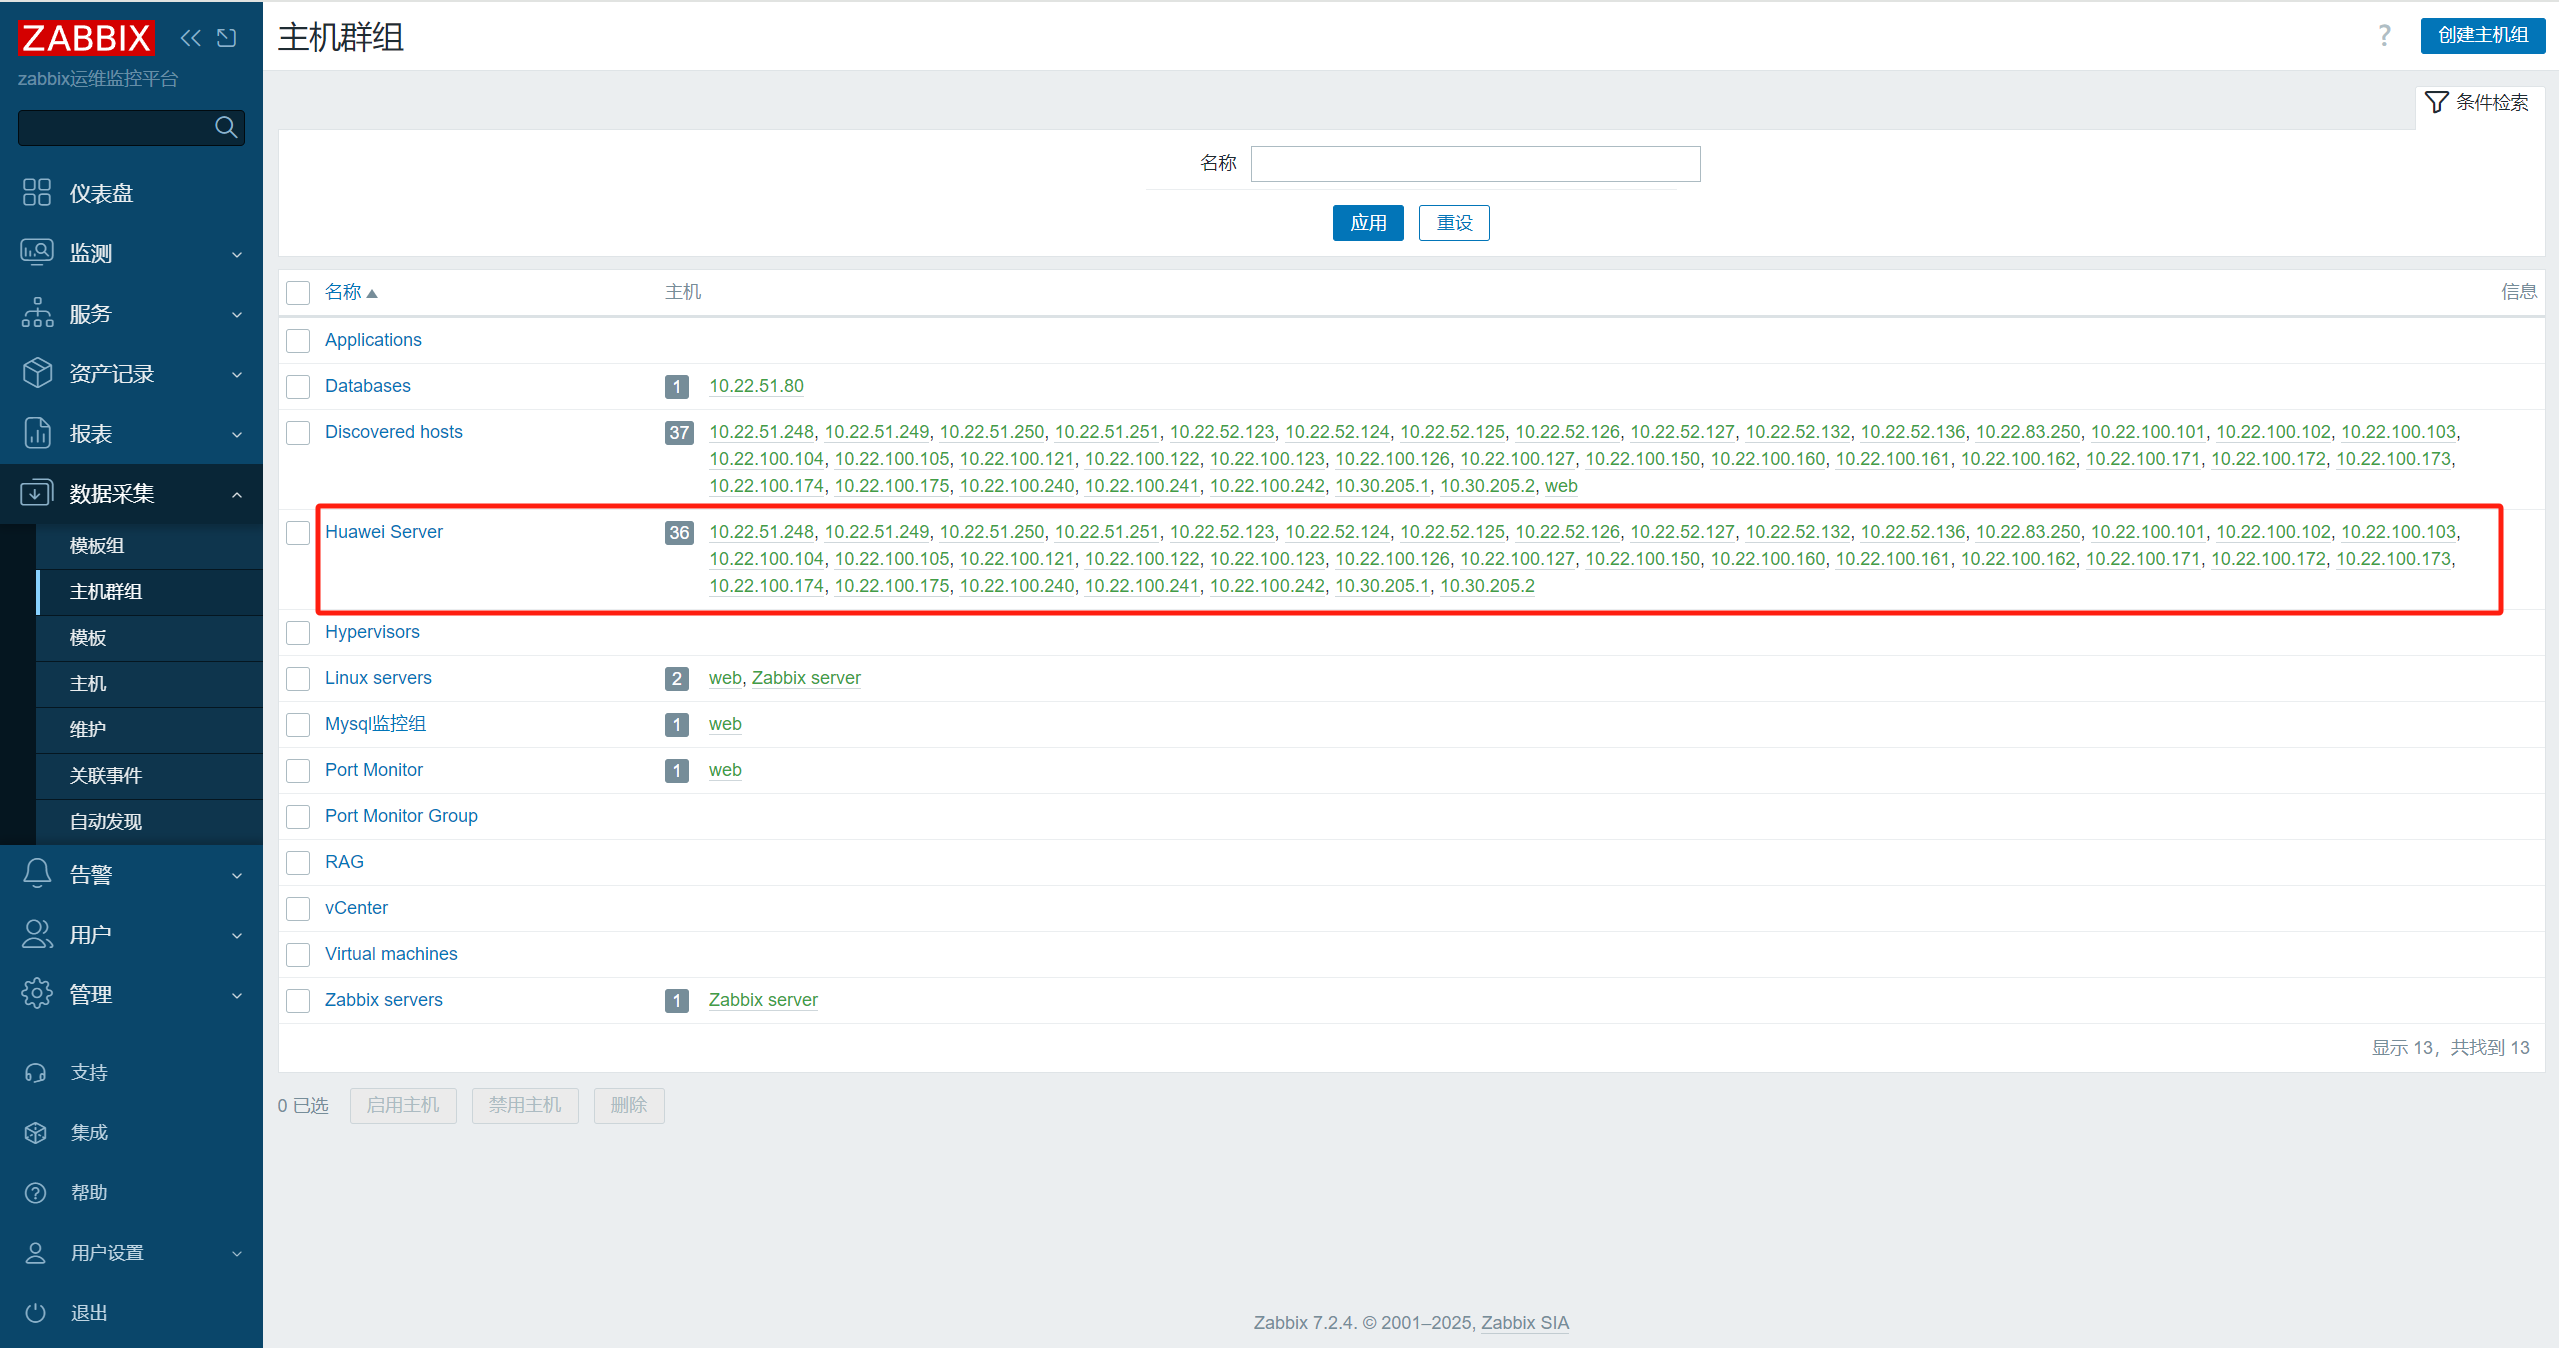 ZABBIX
zabbix运维监控平台
仪表盘
监测
服务
资产记录
报表
数据采集
模板组
主机群组
模板
主机
维护
关联事件
自动发现
告警
用户
管理
支持
集成
帮助
用户设置
退出
主机群组
? 创建主机组
条件检索
名称
应用 重设
名称 主机 信息
Applications
Databases 1 10.22.51.80
Discovered hosts 37 10.22.51.248, 10.22.51.249, 10.22.51.250, 10.22.51.251, 10.22.52.123, 10.22.52.124, 10.22.52.125, 10.22.52.126, 10.22.52.127, 10.22.52.132, 10.22.52.136, 10.22.83.250, 10.22.100.101, 10.22.100.102, 10.22.100.103,
10.22.100.104, 10.22.100.105, 10.22.100.121, 10.22.100.122, 10.22.100.123, 10.22.100.126, 10.22.100.127, 10.22.100.150, 10.22.100.160, 10.22.100.161, 10.22.100.162, 10.22.100.171, 10.22.100.172, 10.22.100.173,
10.22.100.174, 10.22.100.175, 10.22.100.240, 10.22.100.241, 10.22.100.242, 10.30.205.1, 10.30.205.2, web
Huawei Server 36 10.22.51.248, 10.22.51.249, 10.22.51.250, 10.22.51.251, 10.22.52.123, 10.22.52.124, 10.22.52.125, 10.22.52.126, 10.22.52.127, 10.22.52.132, 10.22.52.136, 10.22.83.250, 10.22.100.101, 10.22.100.102, 10.22.100.103,
10.22.100.104, 10.22.100.105, 10.22.100.121, 10.22.100.122, 10.22.100.123, 10.22.100.126, 10.22.100.127, 10.22.100.150, 10.22.100.160, 10.22.100.161, 10.22.100.162, 10.22.100.171, 10.22.100.172, 10.22.100.173,
10.22.100.174, 10.22.100.175, 10.22.100.240, 10.22.100.241, 10.22.100.242, 10.30.205.1, 10.30.205.2
Hypervisors
Linux servers 2 web, Zabbix server
Mysql监控组 1 web
Port Monitor 1 web
Port Monitor Group
RAG
vCenter
Virtual machines
Zabbix servers 1 Zabbix server
显示 13，共找到 13
0 已选 启用主机 禁用主机 删除
Zabbix 7.2.4. © 2001–2025, Zabbix SIA